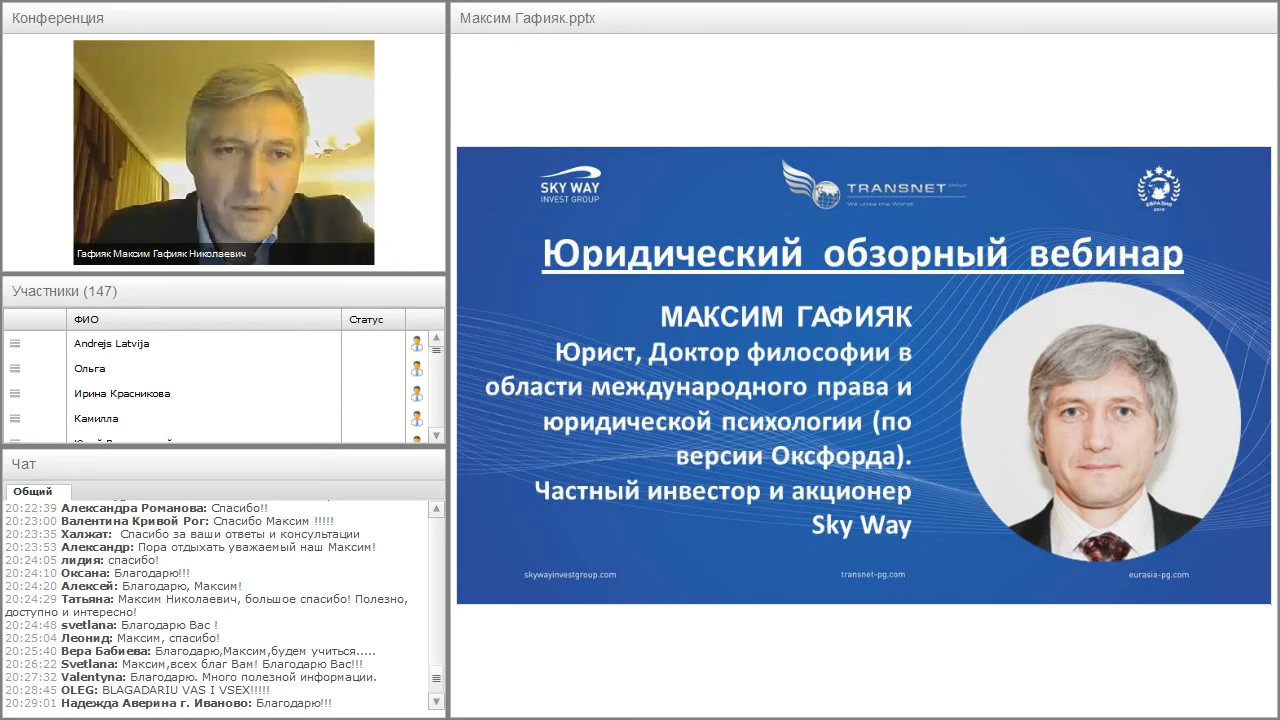 Конференция
Гафияк Максим Гафияк Николаевич
Участники (147)
ФИО
Статус
Andrejs Latvija
Ольга
Ирина Красникова
Камилла
Чат
Общий
20:22:39 Александра Романова: Спасибо!!
20:23:00 Валентина Кривой Рог: Спасибо Максим !!!!!
20:23:35 Халжат: Спасибо за ваши ответы и консультации
20:23:53 Александр: Пора отдыхать уважаемый наш Максим!
20:24:05 лидия: спасибо!
20:24:10 Оксана: Благодарю!!!
20:24:20 Алексей: Благодарю, Максим!
20:24:29 Татьяна: Максим Николаевич, большое спасибо! Полезно,
доступно и интересно!
20:24:48 svetlana: Благодарю Вас !
20:25:04 Леонид: Максим, спасибо!
20:25:40 Вера Бабиева: Благодарю,Максим,будем учиться.....
20:26:22 Svetlana: Максим,всех благ Вам! Благодарю Вас!!!
20:27:32 Valentyna: Благодарю. Много полезной информации.
20:28:45 OLEG: BLAGADARIU VAS I VSEX!!!!!
20:29:01 Надежда Аверина г. Иваново: Благодарю!!!
Максим Гафияк.pptx
SKY WAY
INVEST GROUP
TRANSNET Group
We unite the World!
ЕВРАЗИЯ
2015
Юридический обзорный вебинар
МАКСИМ ГАФИЯК
Юрист, Доктор философии в
области международного права и
юридической психологии (по
версии Оксфорда).
Частный инвестор и акционер
Sky Way
skywayinvestgroup.com
transnet-pg.com
eurasia-pg.com